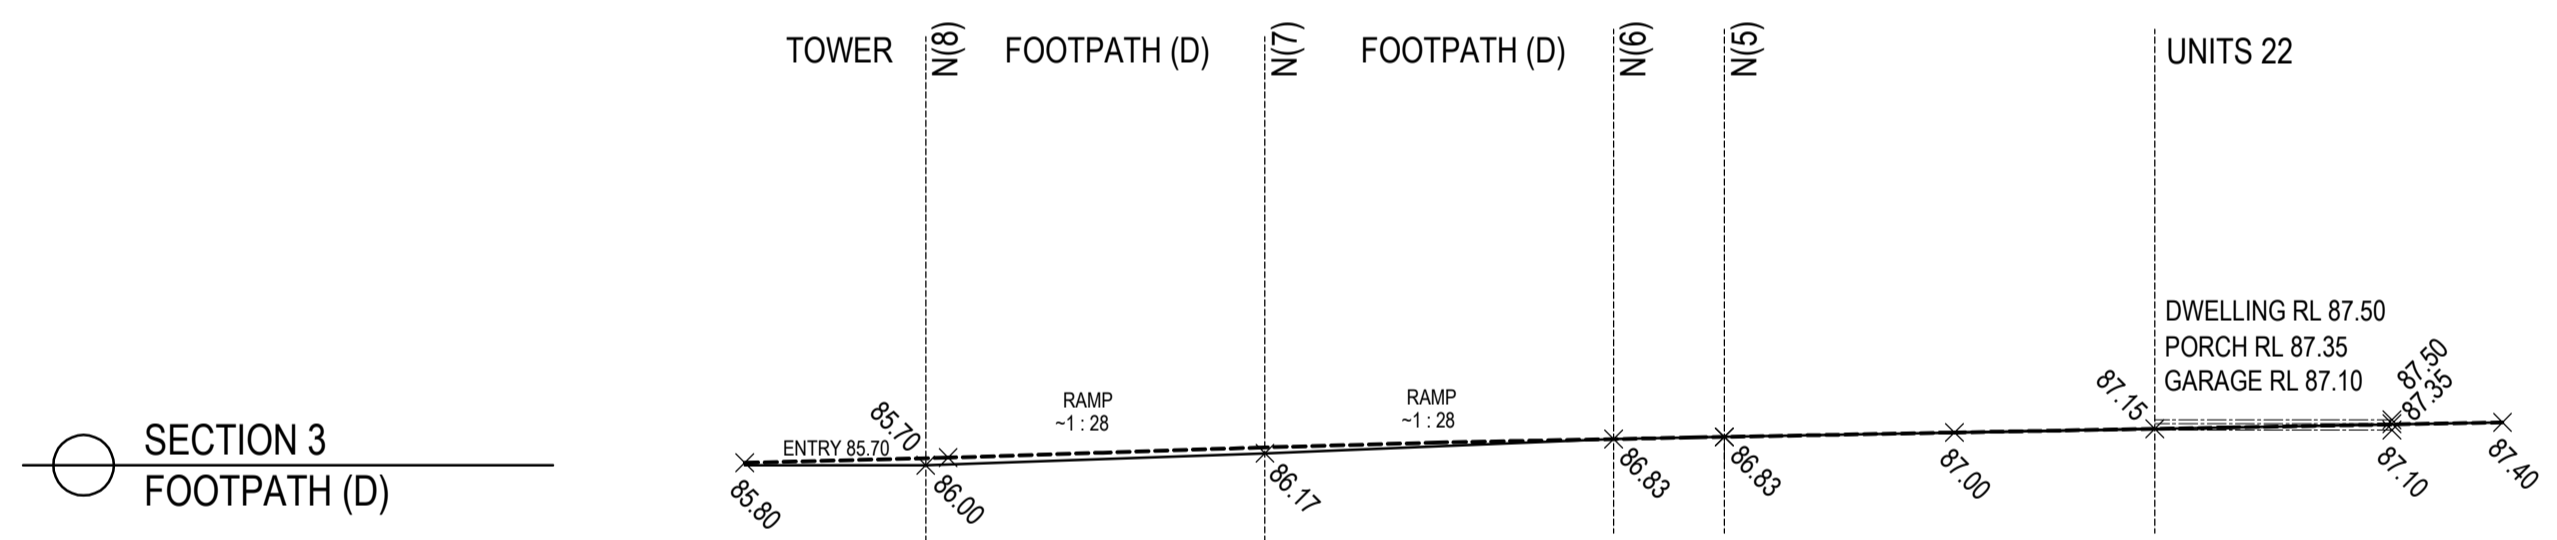 TOWER
N(8)
FOOTPATH (D)
N(7)
FOOTPATH (D)
N(6)
N(5)
UNITS 22
DWELLING RL 87.50
PORCH RL 87.35
GARAGE RL 87.10
87.15
87.50
87.35
RAMP
~1 : 28
RAMP
~1 : 28
85.70
ENTRY 85.70
SECTION 3
FOOTPATH (D)
85.80
86.00
86.17
86.83
86.83
87.00
87.10
87.40